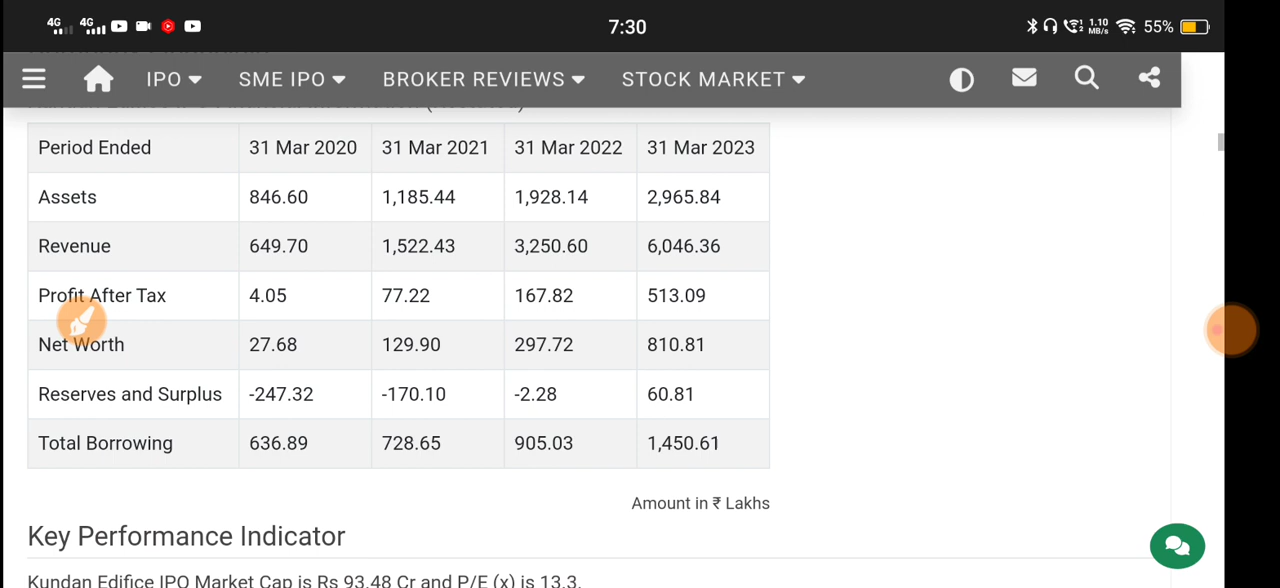 4G 4G 7:30 1.10 MB/s 55%
IPO SME IPO BROKER REVIEWS STOCK MARKET
Period Ended 31 Mar 2020 31 Mar 2021 31 Mar 2022 31 Mar 2023
Assets 846.60 1,185.44 1,928.14 2,965.84
Revenue 649.70 1,522.43 3,250.60 6,046.36
Profit After Tax 4.05 77.22 167.82 513.09
Net Worth 27.68 129.90 297.72 810.81
Reserves and Surplus -247.32 -170.10 -2.28 60.81
Total Borrowing 636.89 728.65 905.03 1,450.61
Amount in ₹ Lakhs
Key Performance Indicator
Kundan Edifice IPO Market Cap is Rs 93.48 Cr and P/E (x) is 13.3.